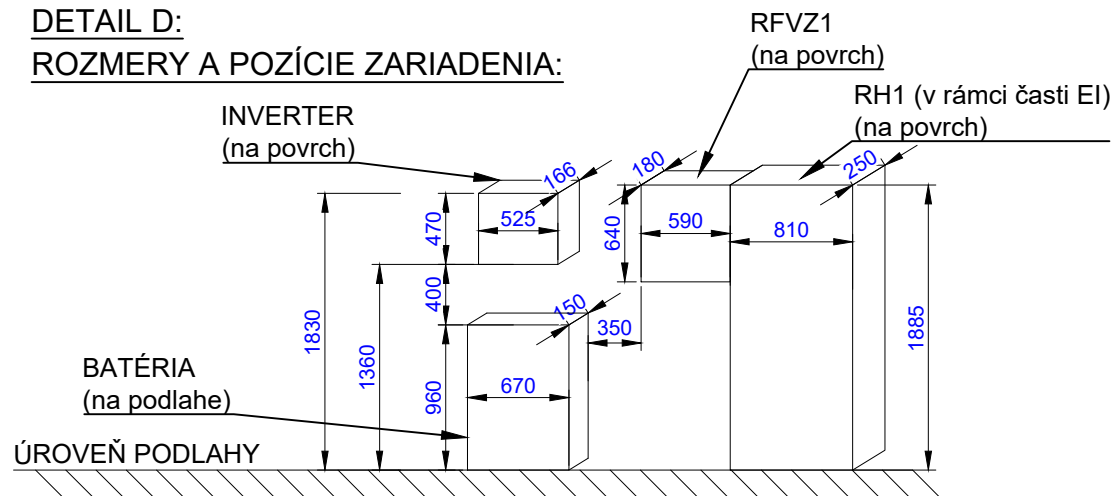 DETAIL D:
ROZMERY A POZÍCIE ZARIADENIA:
RFVZ1
(na povrch)
RH1 (v rámci časti EI)
(na povrch)
INVERTER
(na povrch)
166
180
250
525
470
590
640
810
400
150
350
1830
1360
960
670
1885
BATÉRIA
(na podlahe)
ÚROVEŇ PODLAHY